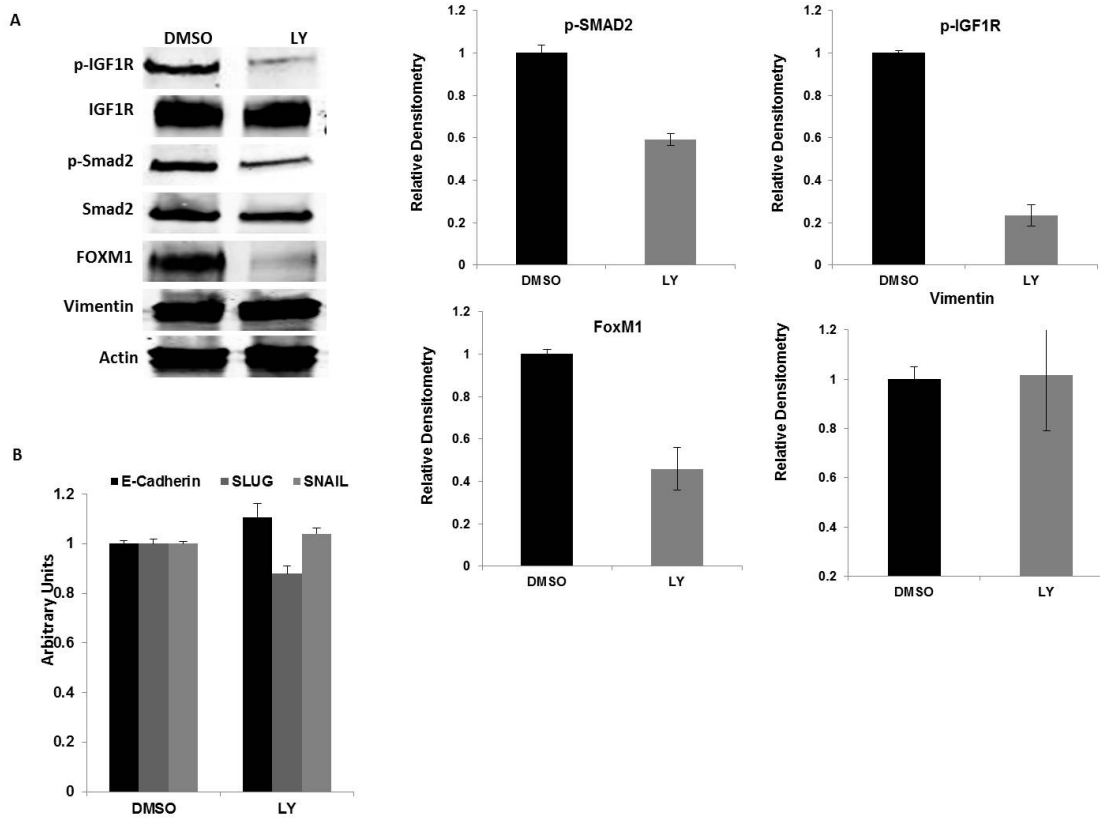 A
DMSO LY
p-IGF1R
IGF1R
p-Smad2
Smad2
FOXM1
Vimentin
Actin
p-SMAD2
Relative Densitometry
1.2
1
0.8
0.6
0.4
0.2
0
DMSO LY
p-IGF1R
Relative Densitometry
1.2
1
0.8
0.6
0.4
0.2
0
DMSO LY
FoxM1
Relative Densitometry
1.2
1
0.8
0.6
0.4
0.2
0
DMSO LY
Vimentin
Relative Densitometry
1.2
1
0.8
0.6
0.4
0.2
DMSO LY
B
E-Cadherin SLUG SNAIL
Arbitrary Units
1.2
1
0.8
0.6
0.4
0.2
0
DMSO LY